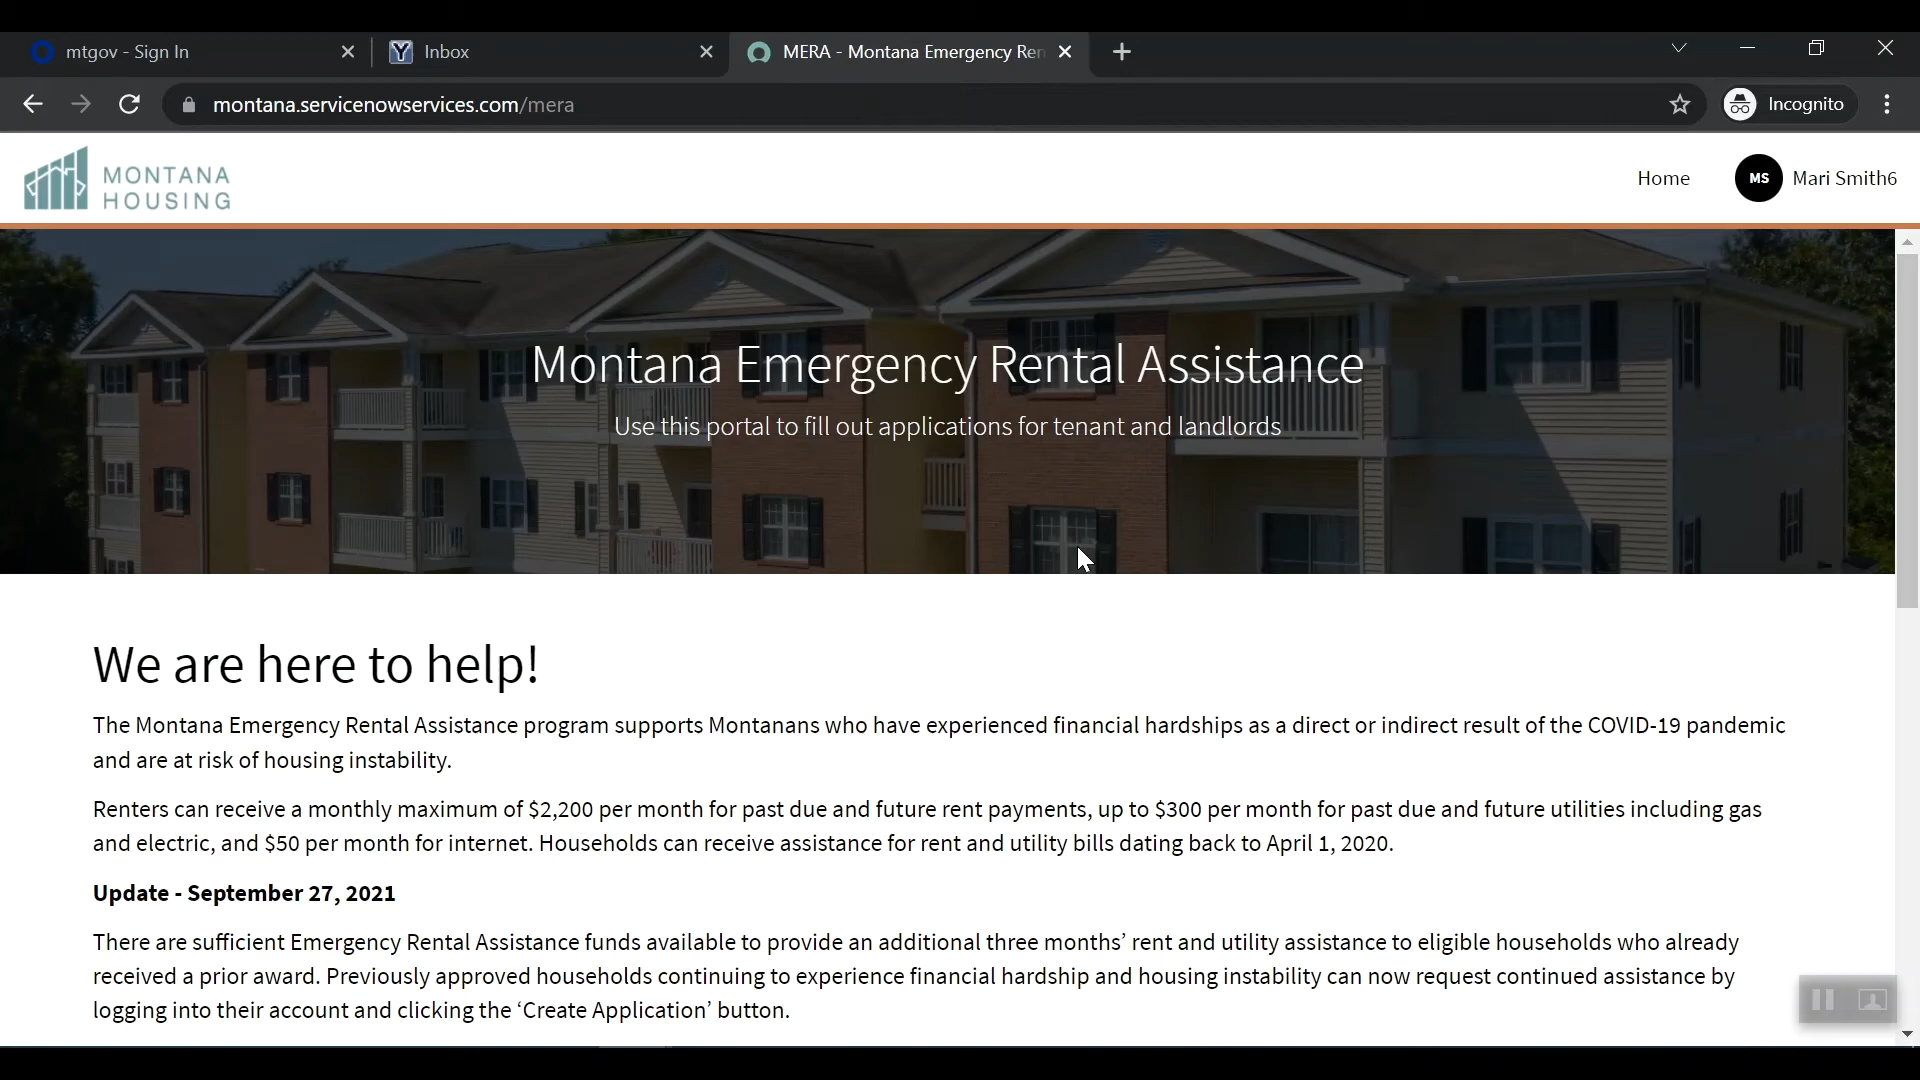 mtgov - Sign In
Inbox
MERA - Montana Emergency Ren
montana.servicenowservices.com/mera
Incognito
MONTANA
HOUSING
Home
MS
Mari Smith6
Montana Emergency Rental Assistance
Use this portal to fill out applications for tenant and landlords
We are here to help!
The Montana Emergency Rental Assistance program supports Montanans who have experienced financial hardships as a direct or indirect result of the COVID-19 pandemic
and are at risk of housing instability.
Renters can receive a monthly maximum of $2,200 per month for past due and future rent payments, up to $300 per month for past due and future utilities including gas
and electric, and $50 per month for internet. Households can receive assistance for rent and utility bills dating back to April 1, 2020.
Update - September 27, 2021
There are sufficient Emergency Rental Assistance funds available to provide an additional three months’ rent and utility assistance to eligible households who already
received a prior award. Previously approved households continuing to experience financial hardship and housing instability can now request continued assistance by
logging into their account and clicking the ‘Create Application’ button.